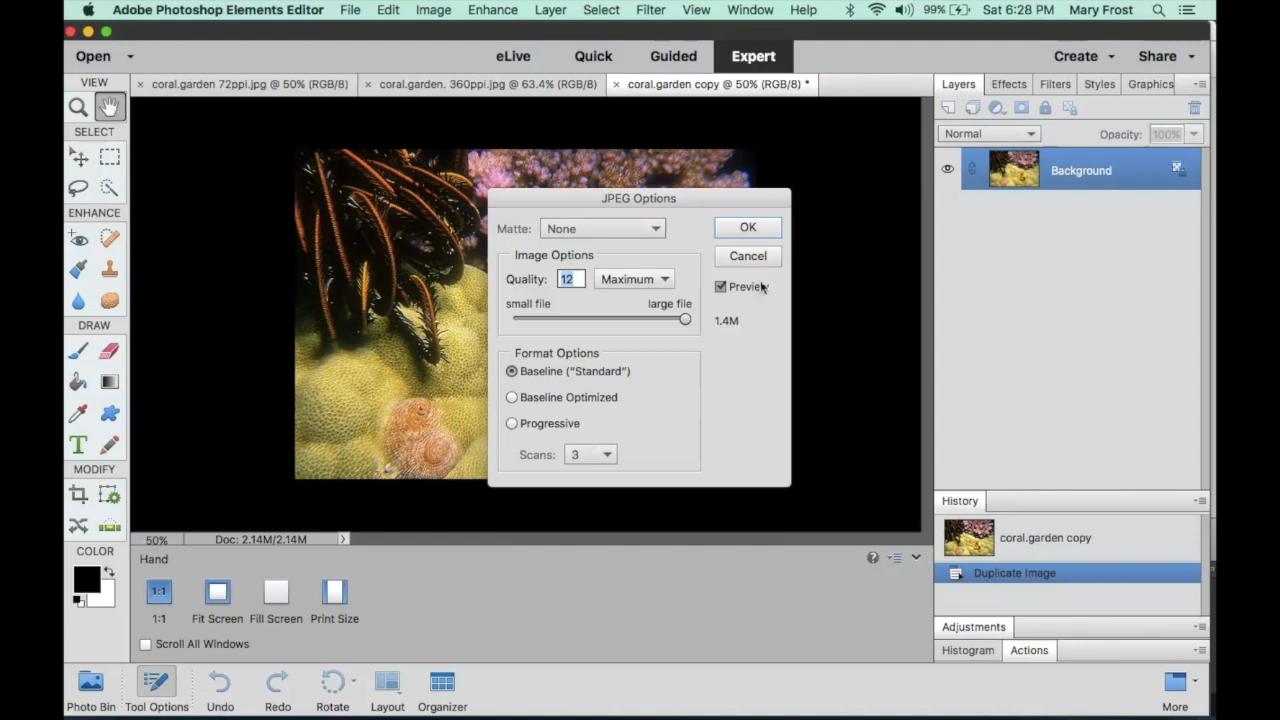 Adobe Photoshop Elements Editor File Edit Image Enhance Layer Select Filter View Window Help 99% Sat 6:28 PM Mary Frost
Open eLive Quick Guided Expert Create Share
VIEW × coral.garden 72ppi.jpg @ 50% (RGB/8) × coral.garden. 360ppi.jpg @ 63.4% (RGB/8) × coral.garden copy @ 50% (RGB/8) * Layers Effects Filters Styles Graphics
SELECT
Normal Opacity: 100%
Background
ENHANCE
DRAW
T
MODIFY
COLOR
JPEG Options
Matte: None OK
Image Options Cancel
Quality: 12 Maximum Preview
small file large file
1.4M
Format Options
Baseline ("Standard")
Baseline Optimized
Progressive
Scans: 3
History
coral.garden copy
Duplicate Image
Adjustments
Histogram Actions
50% Doc: 2.14M/2.14M >
Hand ?
1:1
1:1 Fit Screen Fill Screen Print Size
Scroll All Windows
Photo Bin Tool Options Undo Redo Rotate Layout Organizer More